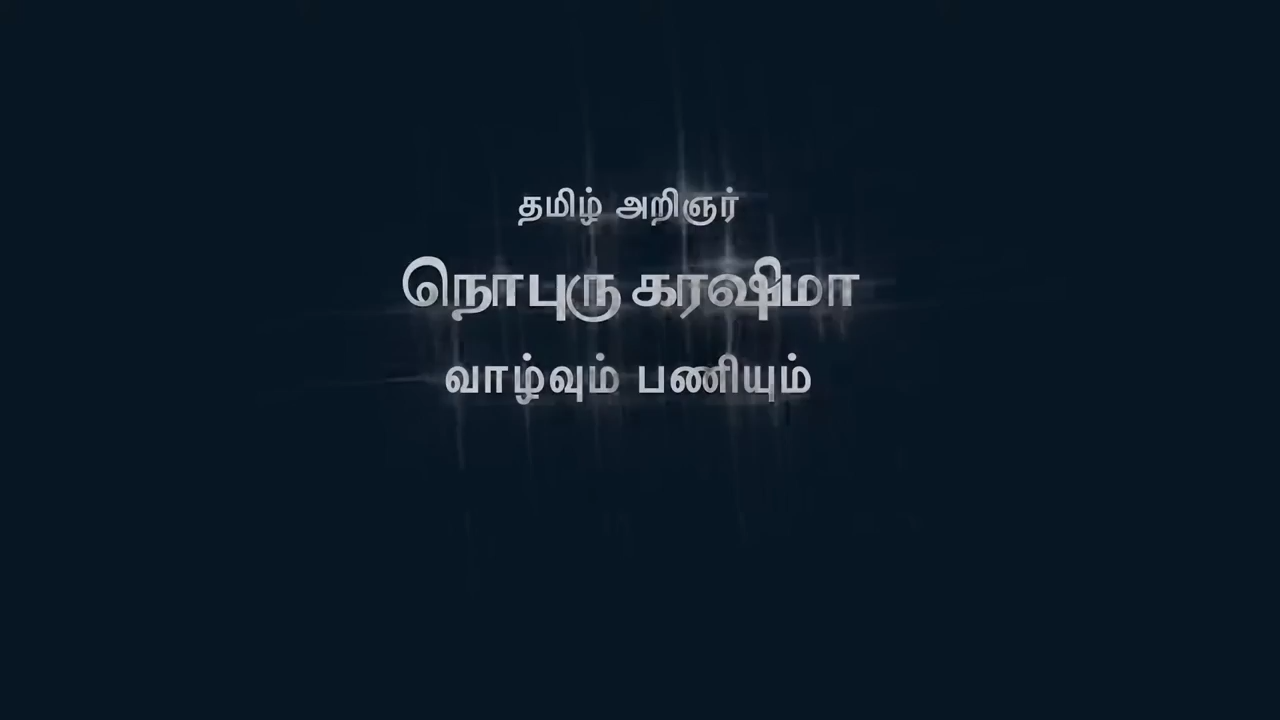 தமிழ் அறிஞர்
நொபுரு கரஷிமா
வாழ்வும் பணியும்